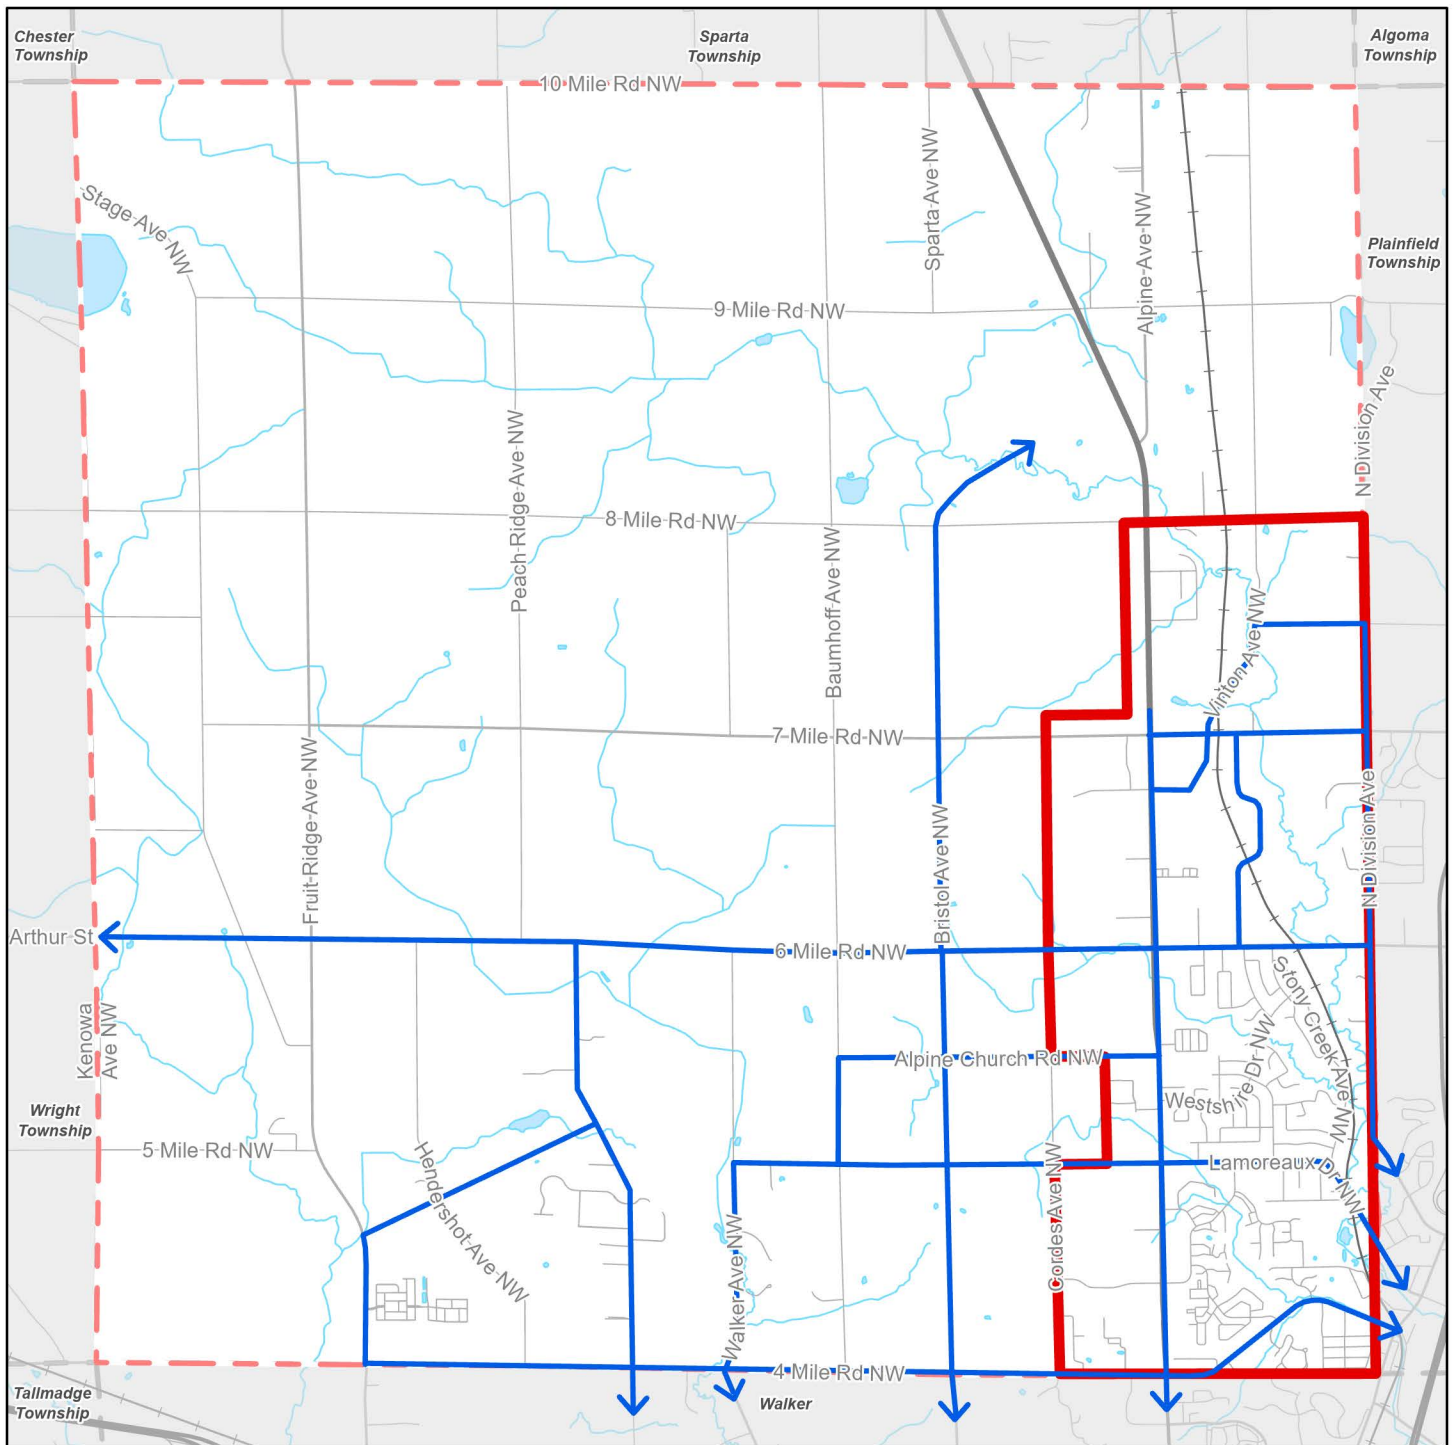 Chester
Township
Sparta
Township
Algoma
Township
10 Mile Rd NW
Stage Ave NW
Sparta Ave NW
Alpine Ave NW
Plainfield
Township
9 Mile Rd NW
N Division Ave
Peach Ridge Ave NW
8 Mile Rd NW
Baumhoff Ave NW
Vinton Ave NW
7 Mile Rd NW
Fruit Ridge Ave NW
Bristol Ave NW
N Division Ave
Arthur St
6 Mile Rd NW
Stony Creek Ave NW
Kenowa
Ave NW
Alpine Church Rd NW
Westshire Dr NW
Wright
Township
5 Mile Rd NW
Hendershot Ave NW
Lamoreaux Dr NW
Cordes Ave NW
Walker Ave NW
4 Mile Rd NW
Tallmadge
Township
Walker